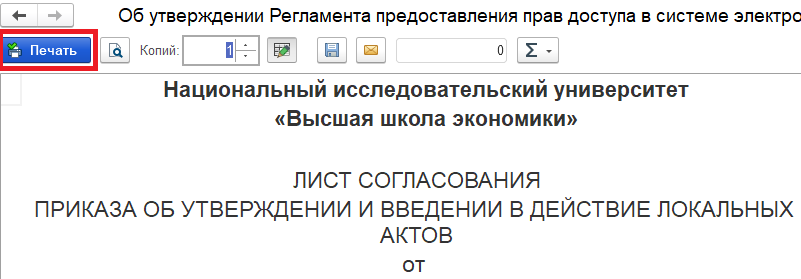 Об утверждении Регламента предоставления прав доступа в системе электро
Печать Копий: 1 0 Σ
Национальный исследовательский университет
«Высшая школа экономики»
ЛИСТ СОГЛАСОВАНИЯ
ПРИКАЗА ОБ УТВЕРЖДЕНИИ И ВВЕДЕНИИ В ДЕЙСТВИЕ ЛОКАЛЬНЫХ
АКТОВ
от